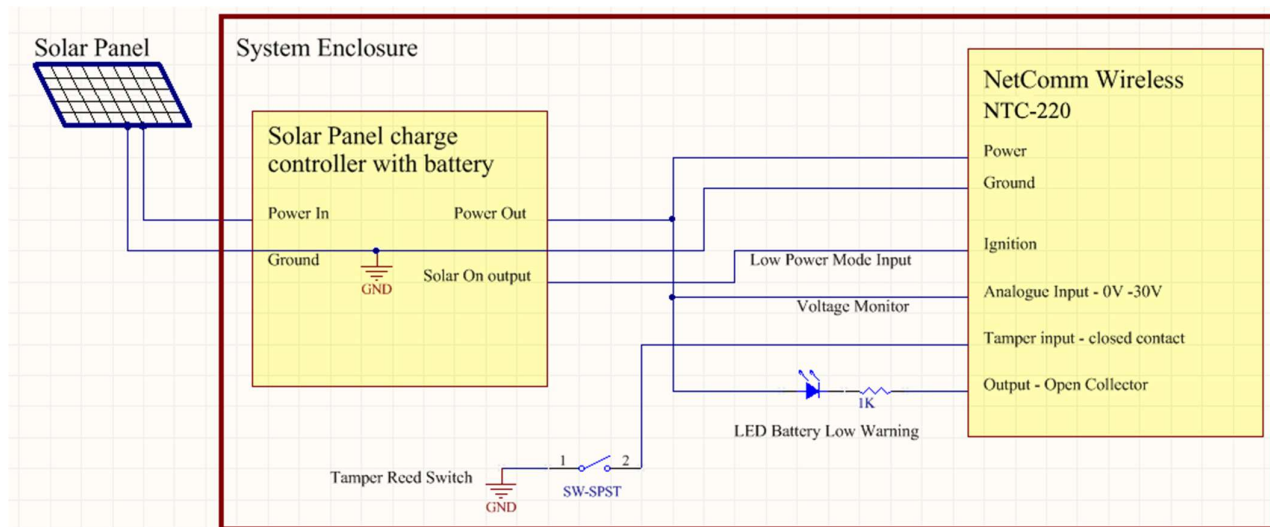 Solar Panel
System Enclosure
NetComm Wireless
NTC-220
Solar Panel charge
controller with battery
Power
Ground
Power In
Power Out
Ignition
Ground
Low Power Mode Input
Solar On output
GND
Analogue Input - 0V -30V
Voltage Monitor
Tamper input - closed contact
Output - Open Collector
1K
LED Battery Low Warning
1
2
Tamper Reed Switch
SW-SPST
GND